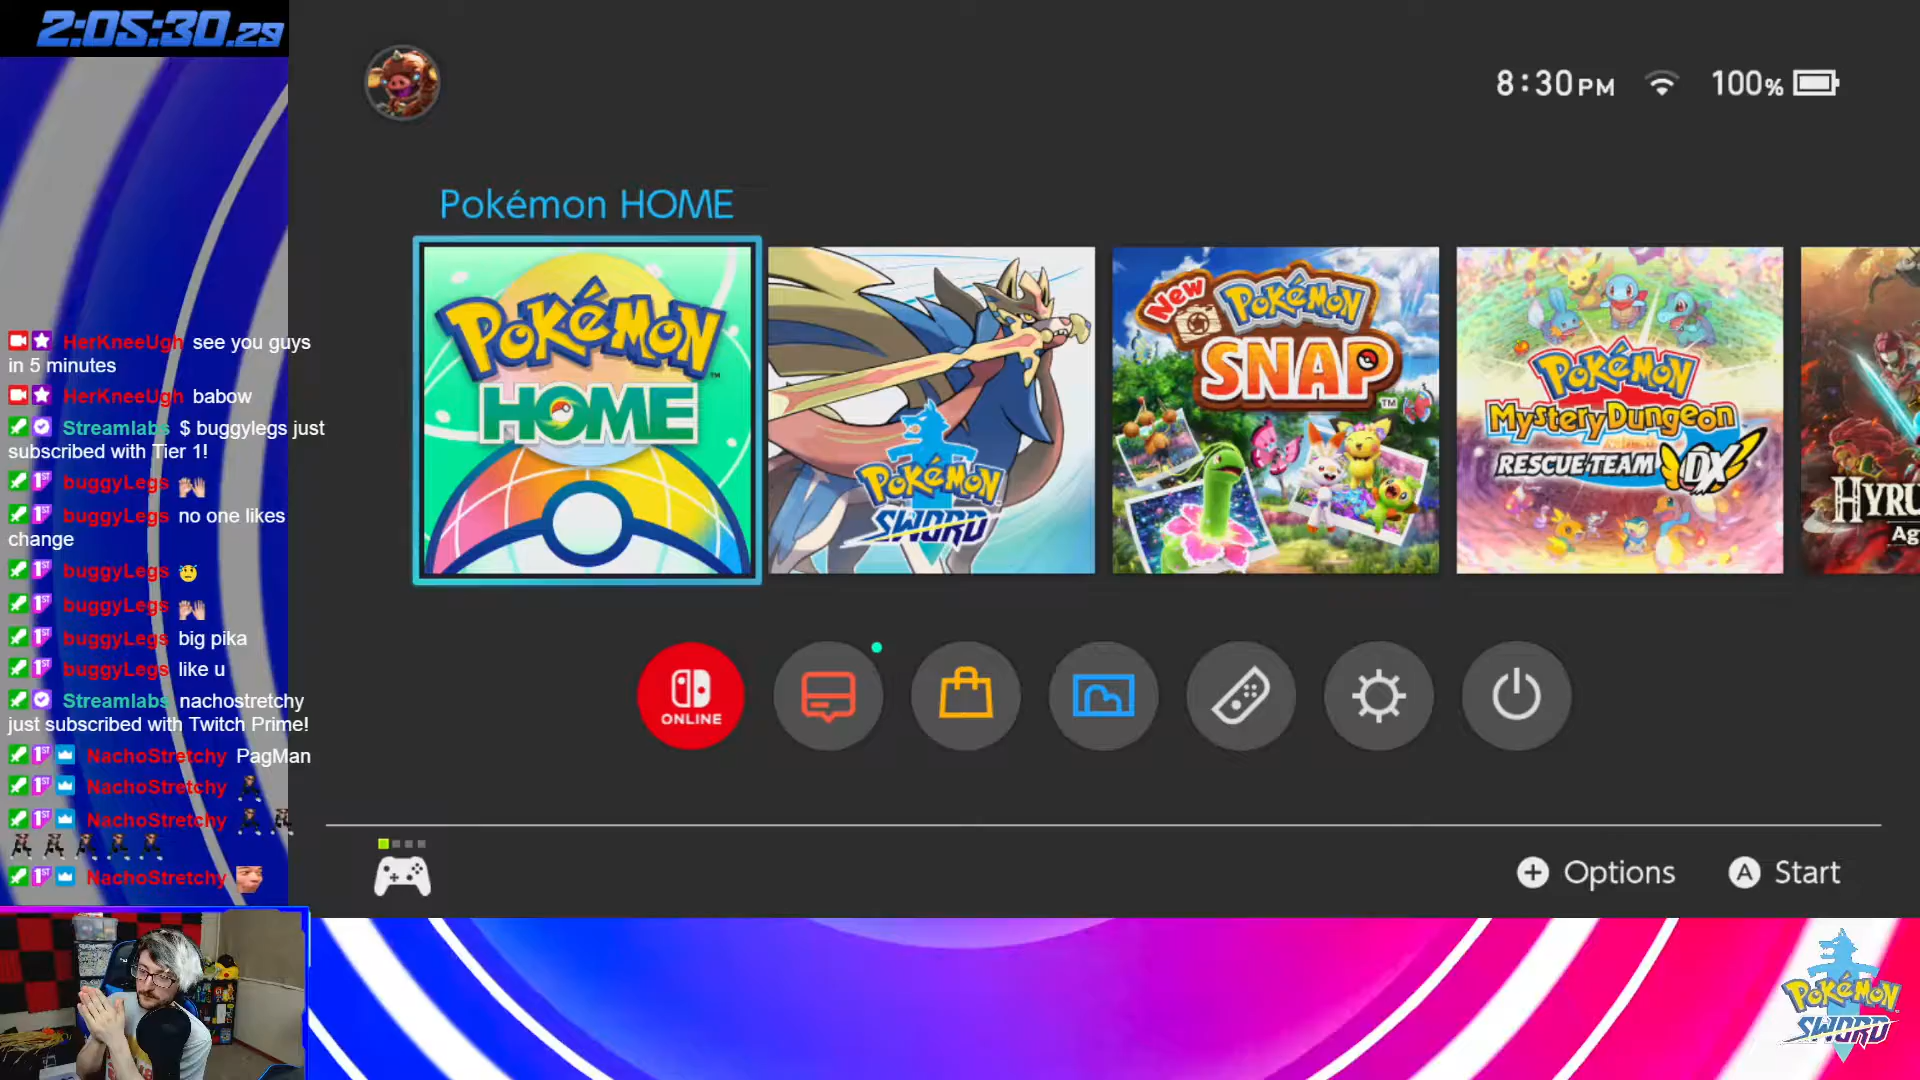 2:05:30.29
8:30 PM
100%
Pokémon HOME
POKéMON
HOME
POKéMON
SWORD
New
POKéMON
SNAP
POKéMON
Mystery Dungeon
RESCUE TEAM DX
HYRU
Ag
HerKneeUgh see you guys
in 5 minutes
HerKneeUgh babow
Streamlabs $ buggylegs just
subscribed with Tier 1!
buggyLegs
buggyLegs no one likes
change
buggyLegs
buggyLegs
buggyLegs big pika
buggyLegs like u
Streamlabs nachostretchy
just subscribed with Twitch Prime!
NachoStretchy PagMan
NachoStretchy
NachoStretchy
NachoStretchy
ONLINE
+ Options
A Start
POKéMON
SWORD